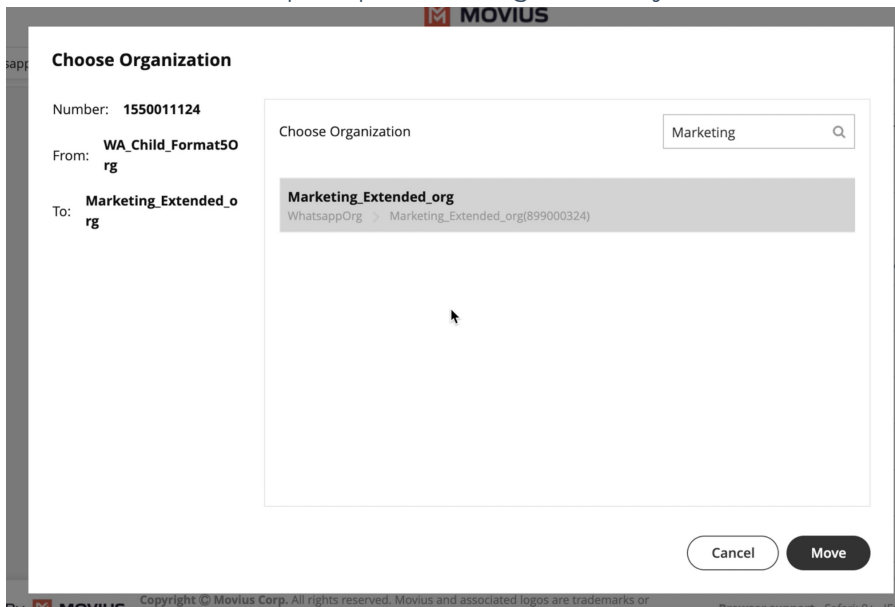 MOVIUS
sapp
Choose Organization
Number: 1550011124
From: WA_Child_Format5O
rg
To: Marketing_Extended_o
rg
Choose Organization
Marketing
Marketing_Extended_org
WhatsappOrg > Marketing_Extended_org(899000324)
Cancel
Move
MOVIUS
Copyright © Movius Corp. All rights reserved. Movius and associated logos are trademarks or